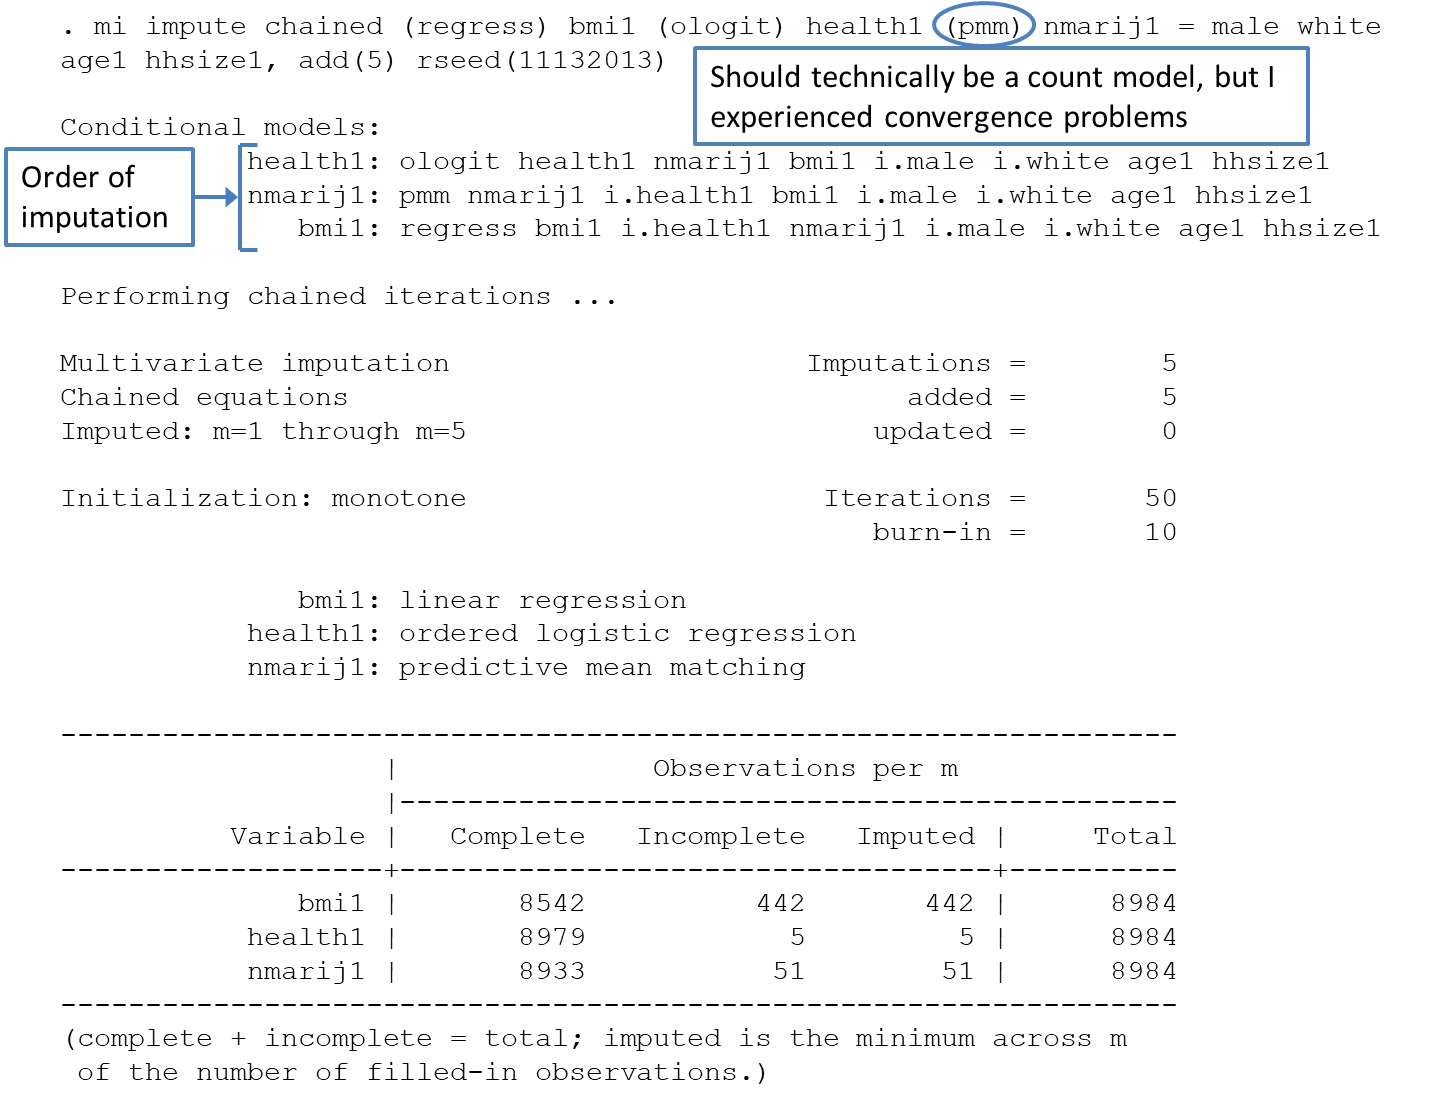 . mi impute chained (regress) bmi1 (ologit) health1 (pmm) nmarij1 = male white
age1 hhsize1, add(5) rseed(11132013)
Should technically be a count model, but I
experienced convergence problems
Conditional models:
Order of
imputation
health1: ologit health1 nmarij1 bmi1 i.male i.white age1 hhsize1
nmarij1: pmm nmarij1 i.health1 bmi1 i.male i.white age1 hhsize1
bmi1: regress bmi1 i.health1 nmarij1 i.male i.white age1 hhsize1
Performing chained iterations ...
Multivariate imputation Imputations = 5
Chained equations added = 5
Imputed: m=1 through m=5 updated = 0
Initialization: monotone Iterations = 50
burn-in = 10
bmi1: linear regression
health1: ordered logistic regression
nmarij1: predictive mean matching
------------------------------------------------------------------
| Observations per m
|----------------------------------------------
Variable | Complete Incomplete Imputed | Total
-------------------+-----------------------------------+----------
bmi1 | 8542 442 442 | 8984
health1 | 8979 5 5 | 8984
nmarij1 | 8933 51 51 | 8984
------------------------------------------------------------------
(complete + incomplete = total; imputed is the minimum across m
of the number of filled-in observations.)